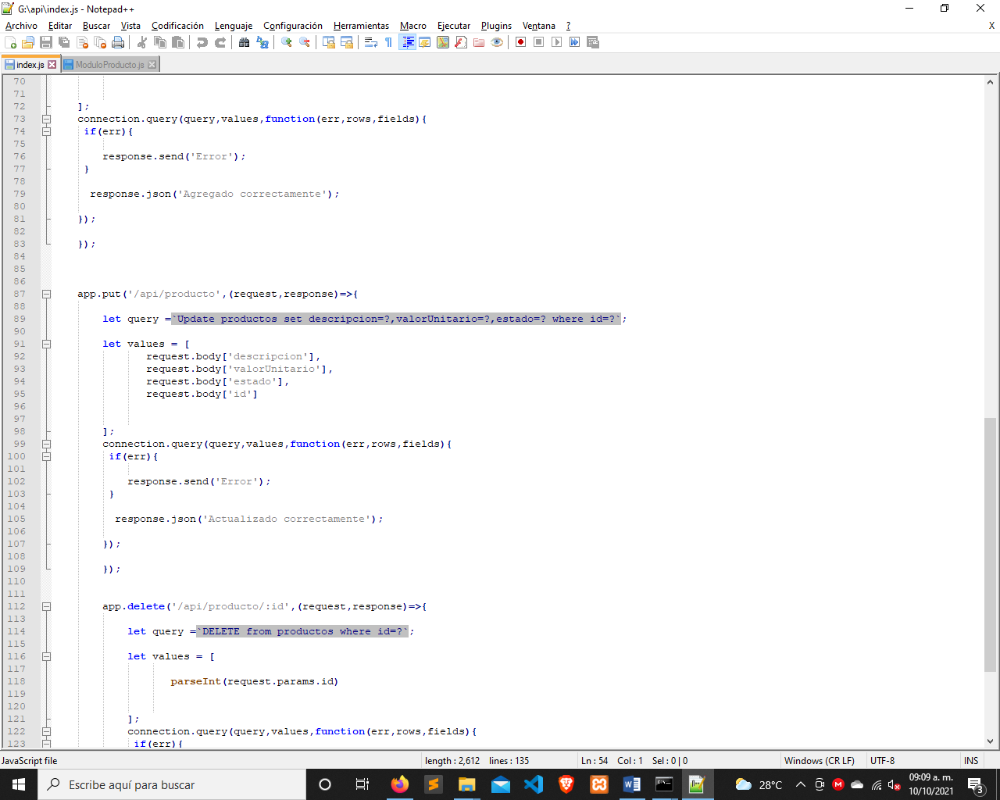 G:\api\index.js - Notepad++
Archivo Editar Buscar Vista Codificación Lenguaje Configuración Herramientas Macro Ejecutar Plugins Ventana ? X
index.js ModuloProducto.js
70
71
72 ];
73 connection.query(query,values,function(err,rows,fields){
74 if(err){
75
76 response.send('Error');
77 }
78
79 response.json('Agregado correctamente');
80
81 });
82
83 });
84
85
86
87 app.put('/api/producto',(request,response)=>{
88
89 let query =`Update productos set descripcion=?,valorUnitario=?,estado=? where id=?`;
90
91 let values = [
92 request.body['descripcion'],
93 request.body['valorUnitario'],
94 request.body['estado'],
95 request.body['id']
96
97
98 ];
99 connection.query(query,values,function(err,rows,fields){
100 if(err){
101
102 response.send('Error');
103 }
104
105 response.json('Actualizado correctamente');
106
107 });
108
109 });
110
111
112 app.delete('/api/producto/:id',(request,response)=>{
113
114 let query =`DELETE from productos where id=?`;
115
116 let values = [
117
118 parseInt(request.params.id)
119
120
121 ];
122 connection.query(query,values,function(err,rows,fields){
123 if(err){
JavaScript file length : 2,612 lines : 135 Ln : 54 Col : 1 Sel : 0 | 0 Windows (CR LF) UTF-8 INS
Escribe aquí para buscar 28°C 09:09 a. m.
10/10/2021 3